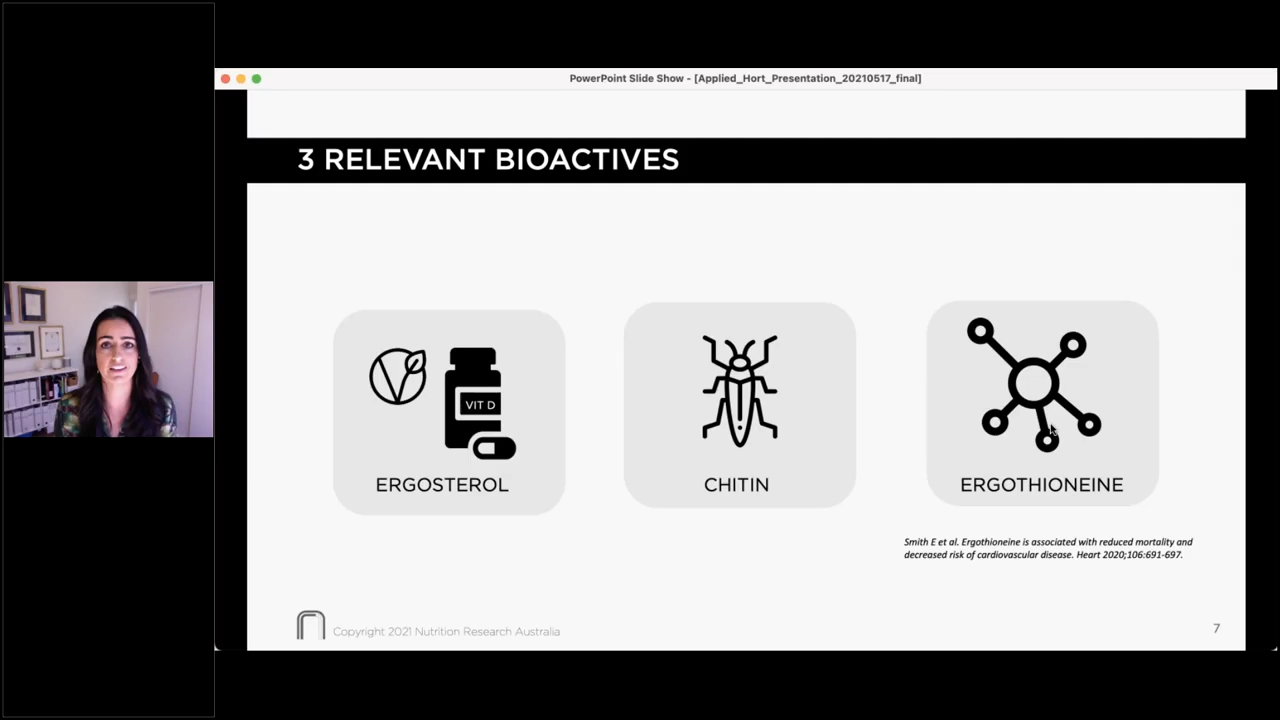 PowerPoint Slide Show - [Applied_Hort_Presentation_20210517_final]
3 RELEVANT BIOACTIVES
VIT D
ERGOSTEROL
CHITIN
ERGOTHIONEINE
Smith E et al. Ergothioneine is associated with reduced mortality and
decreased risk of cardiovascular disease. Heart 2020;106:691-697.
Copyright 2021 Nutrition Research Australia
7